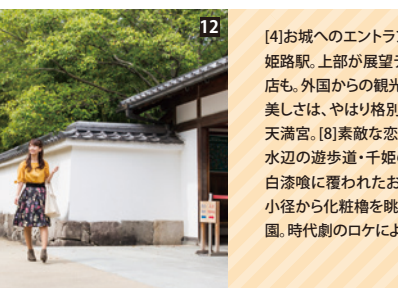 12
[4]お城へのエントラン
姫路駅。上部が展望デ
店も。外国からの観光
美しさは、やはり格別
天満宮。[8]素敵な恋
水辺の遊歩道・千姫の
白漆喰に覆われたお
小径から化粧櫓を眺
園。時代劇のロケによ